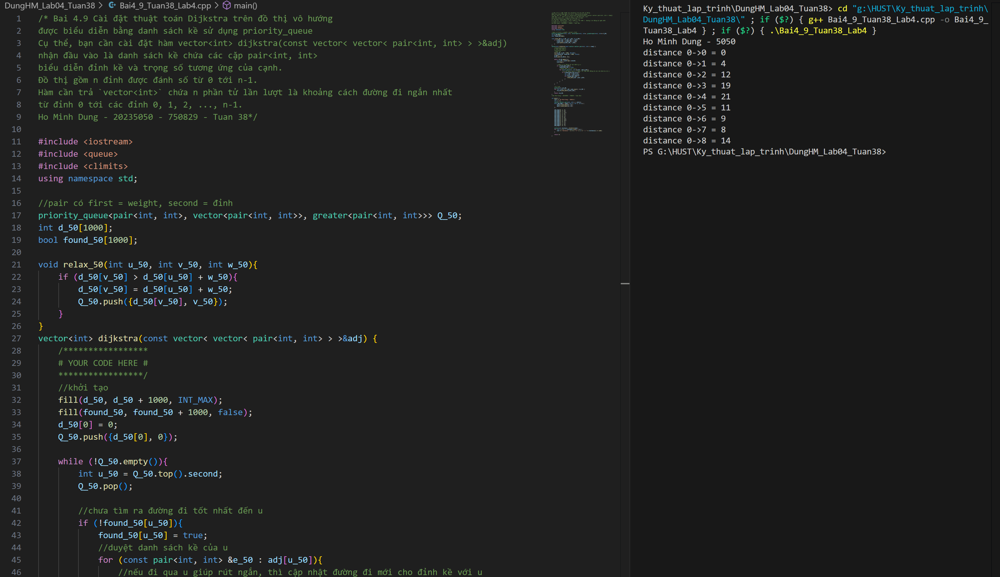 DungHM_Lab04_Tuan38 > Bai4_9_Tuan38_Lab4.cpp > main()
1 /* Bai 4.9 Cài đặt thuật toán Dijkstra trên đồ thị vô hướng
2 được biểu diễn bằng danh sách kề sử dụng priority_queue
3 Cụ thể, bạn cần cài đặt hàm vector<int> dijkstra(const vector< vector< pair<int, int> > >&adj)
4 nhận đầu vào là danh sách kề chứa các cặp pair<int, int>
5 biểu diễn đỉnh kề và trọng số tương ứng của cạnh.
6 Đồ thị gồm n đỉnh được đánh số từ 0 tới n-1.
7 Hàm cần trả `vector<int>` chứa n phần tử lần lượt là khoảng cách đường đi ngắn nhất
8 từ đỉnh 0 tới các đỉnh 0, 1, 2, ..., n-1.
9 Ho Minh Dung - 20235050 - 750829 - Tuan 38*/
10
11 #include <iostream>
12 #include <queue>
13 #include <climits>
14 using namespace std;
15
16 //pair có first = weight, second = đỉnh
17 priority_queue<pair<int, int>, vector<pair<int, int>>, greater<pair<int, int>>> Q_50;
18 int d_50[1000];
19 bool found_50[1000];
20
21 void relax_50(int u_50, int v_50, int w_50){
22 if (d_50[v_50] > d_50[u_50] + w_50){
23 d_50[v_50] = d_50[u_50] + w_50;
24 Q_50.push({d_50[v_50], v_50});
25 }
26 }
27 vector<int> dijkstra(const vector< vector< pair<int, int> > >&adj) {
28 /*****************
29 # YOUR CODE HERE #
30 *****************/
31 //khởi tạo
32 fill(d_50, d_50 + 1000, INT_MAX);
33 fill(found_50, found_50 + 1000, false);
34 d_50[0] = 0;
35 Q_50.push({d_50[0], 0});
36
37 while (!Q_50.empty()){
38 int u_50 = Q_50.top().second;
39 Q_50.pop();
40
41 //chưa tìm ra đường đi tốt nhất đến u
42 if (!found_50[u_50]){
43 found_50[u_50] = true;
44 //duyệt danh sách kề của u
45 for (const pair<int, int> &e_50 : adj[u_50]){
46 //nếu đi qua u giúp rút ngắn, thì cập nhật đường đi mới cho đỉnh kề với u
Ky_thuat_lap_trinh\DungHM_Lab04_Tuan38> cd "g:\HUST\Ky_thuat_lap_trinh\
DungHM_Lab04_Tuan38\" ; if ($?) { g++ Bai4_9_Tuan38_Lab4.cpp -o Bai4_9_
Tuan38_Lab4 } ; if ($?) { .\Bai4_9_Tuan38_Lab4 }
Ho Minh Dung - 5050
distance 0->0 = 0
distance 0->1 = 4
distance 0->2 = 12
distance 0->3 = 19
distance 0->4 = 21
distance 0->5 = 11
distance 0->6 = 9
distance 0->7 = 8
distance 0->8 = 14
PS G:\HUST\Ky_thuat_lap_trinh\DungHM_Lab04_Tuan38>